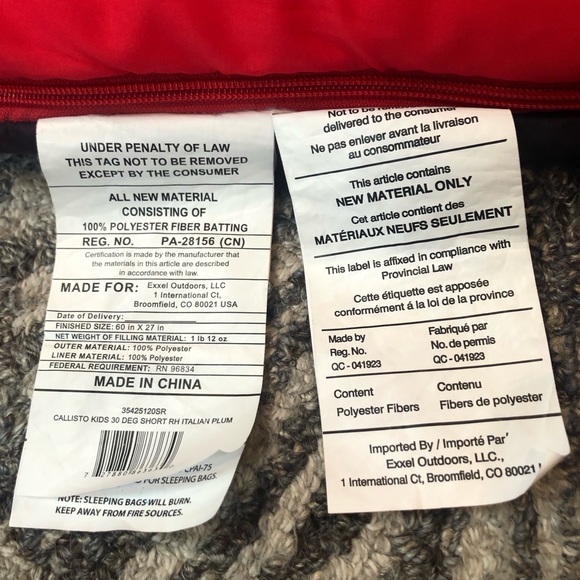 UNDER PENALTY OF LAW
THIS TAG NOT TO BE REMOVED
EXCEPT BY THE CONSUMER
ALL NEW MATERIAL
CONSISTING OF
100% POLYESTER FIBER BATTING
REG. NO. PA-28156 (CN)
Certification is made by the manufacturer that
the materials in this article are described
in accordance with law.
MADE FOR: Exxel Outdoors, LLC
1 International Ct,
Broomfield, CO 80021 USA
Date of Delivery:
FINISHED SIZE: 60 in X 27 in
NET WEIGHT OF FILLING MATERIAL: 1 lb 12 oz
OUTER MATERIAL: 100% Polyester
LINER MATERIAL: 100% Polyester
FEDERAL REQUIREMENT: RN 96834
MADE IN CHINA
35425120SR
CALLISTO KIDS 30 DEG SHORT RH ITALIAN PLUM
CPAI-75
FOR SLEEPING BAGS.
NOTE: SLEEPING BAGS WILL BURN.
KEEP AWAY FROM FIRE SOURCES.
Not to be
delivered to the consumer
Ne pas enlever avant la livraison
au consommateur
This article contains
NEW MATERIAL ONLY
Cet article contient des
MATÉRIAUX NEUFS SEULEMENT
This label is affixed in compliance with
Provincial Law
Cette étiquette est apposée
conformément á la loi de la province
Made by Fabriqué par
Reg. No. No. de permis
QC - 041923 QC - 041923
Content Contenu
Polyester Fibers Fibers de polyester
Imported By / Importé Par'
Exxel Outdoors, LLC.,
1 International Ct, Broomfield, CO 80021